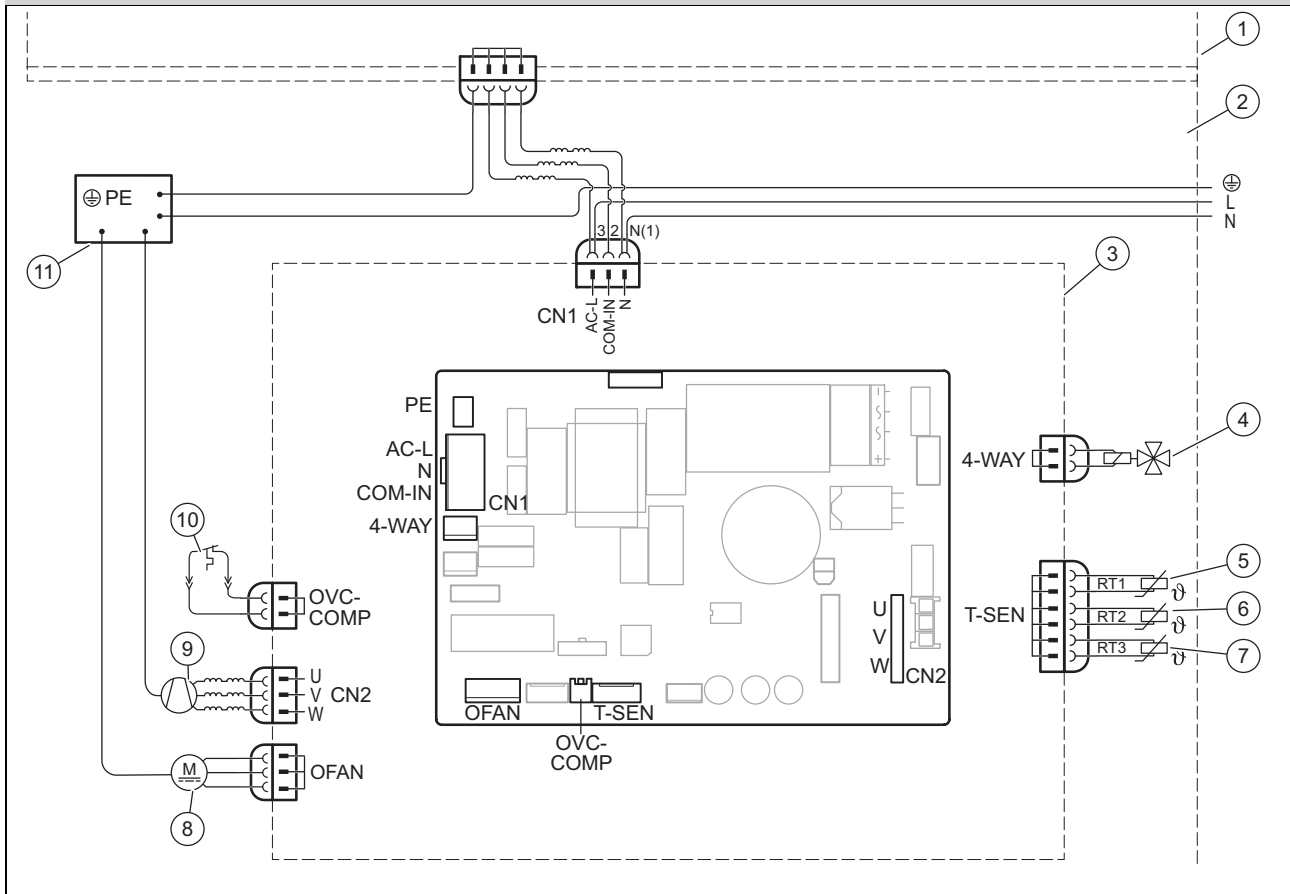 1
2
PE
L
N
3 2 N(1)
11
3
CN1
AC-L
COM-IN
N
PE
AC-L
N
COM-IN
CN1
4-WAY
4-WAY
4
10
OVC-
COMP
U
V
W
CN2
T-SEN
RT1
ϑ
5
RT2
ϑ
6
RT3
ϑ
7
9
U
V CN2
W
OFAN
T-SEN
OVC-
COMP
M
OFAN
8